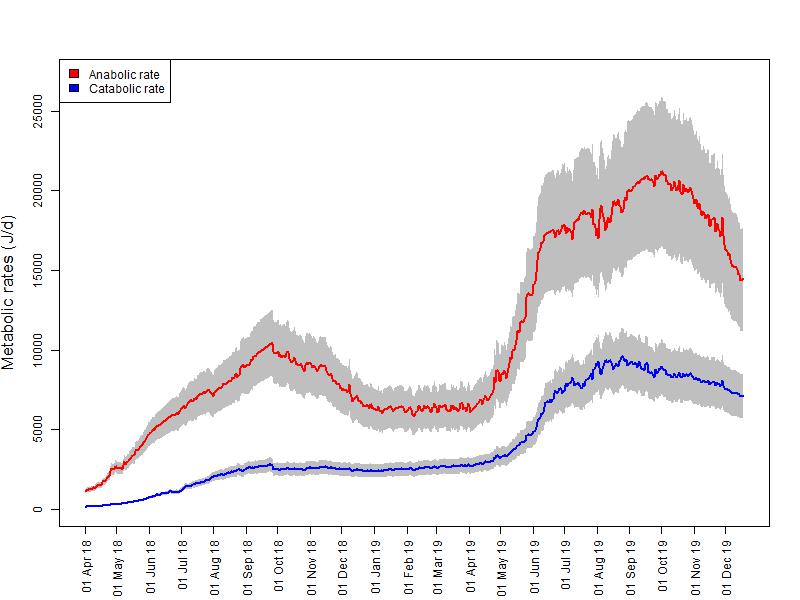 Anabolic rate
Catabolic rate
Metabolic rates (J/d)
25000
20000
15000
10000
5000
0
01 Apr 18
01 May 18
01 Jun 18
01 Jul 18
01 Aug 18
01 Sep 18
01 Oct 18
01 Nov 18
01 Dec 18
01 Jan 19
01 Feb 19
01 Mar 19
01 Apr 19
01 May 19
01 Jun 19
01 Jul 19
01 Aug 19
01 Sep 19
01 Oct 19
01 Nov 19
01 Dec 19